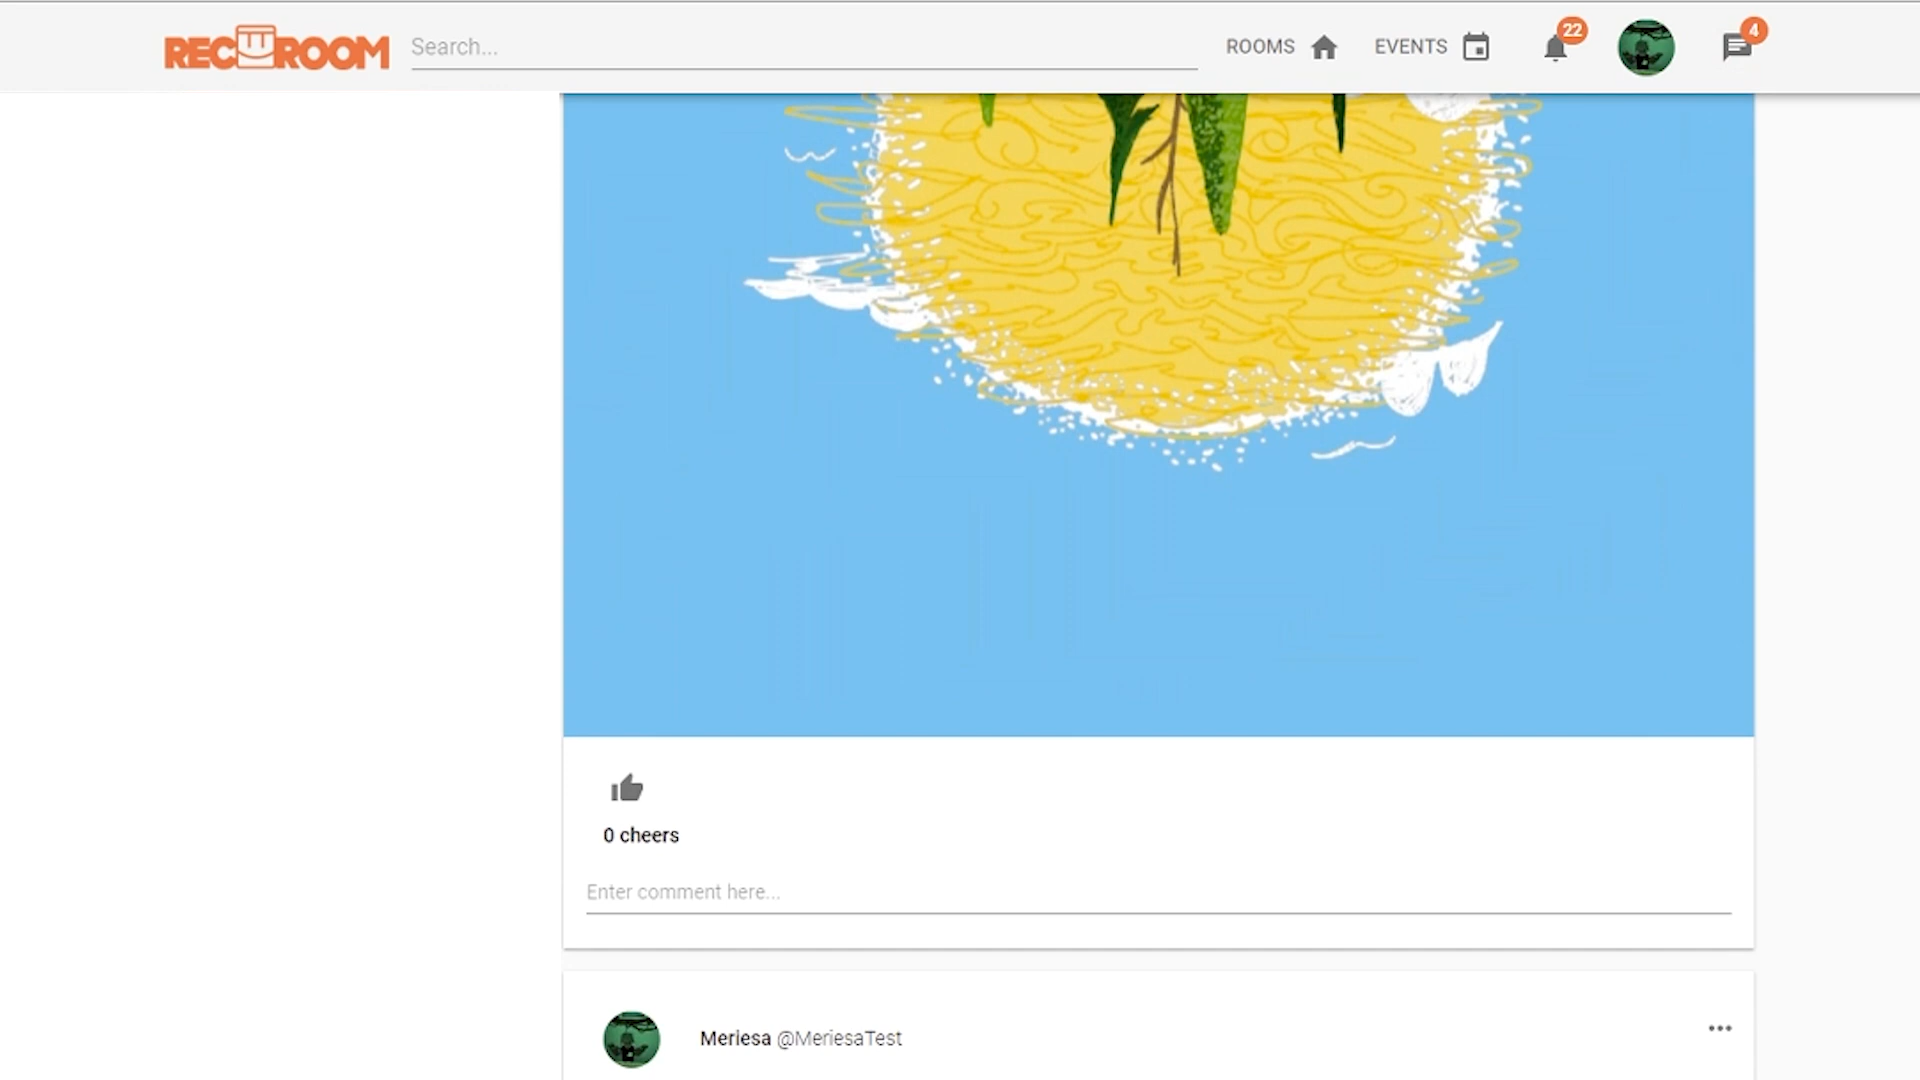 REC ROOM
Search...
ROOMS
EVENTS
22
4
0 cheers
Enter comment here...
Meriesa @MeriesaTest